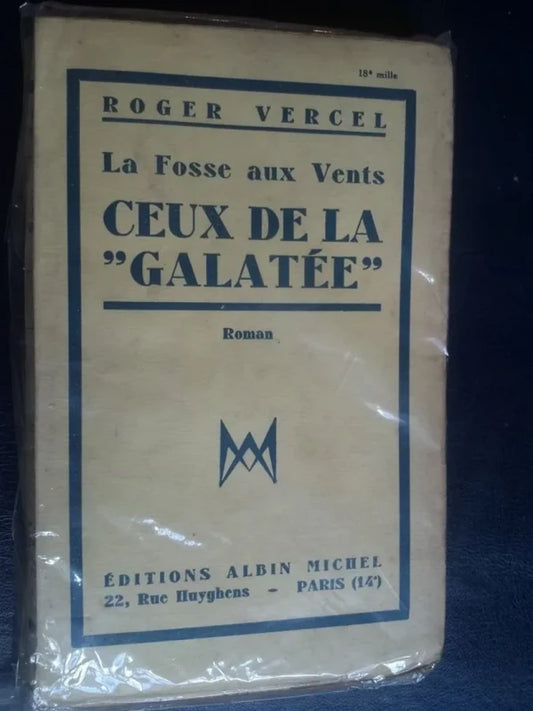 18e mille
ROGER VERCEL
La Fosse aux Vents
CEUX DE LA
”GALATÉE”
Roman
ÉDITIONS ALBIN MICHEL
22, Rue Huyghens – PARIS (14e)